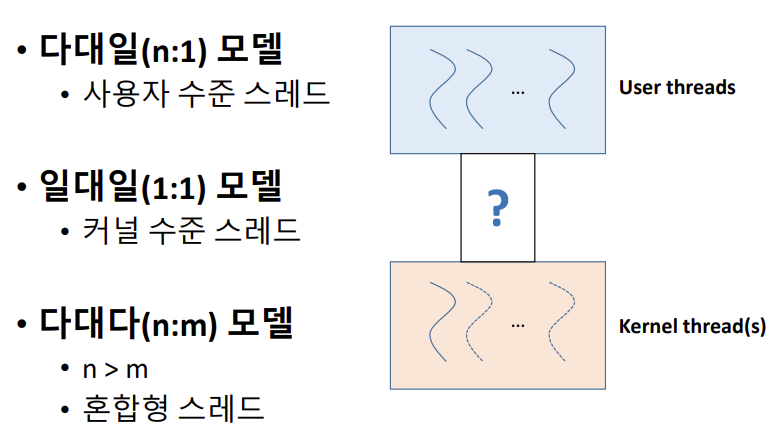 • 다대일(n:1) 모델
• 사용자 수준 스레드
• 일대일(1:1) 모델
• 커널 수준 스레드
• 다대다(n:m) 모델
• n > m
• 혼합형 스레드
...
User threads
?
...
Kernel thread(s)